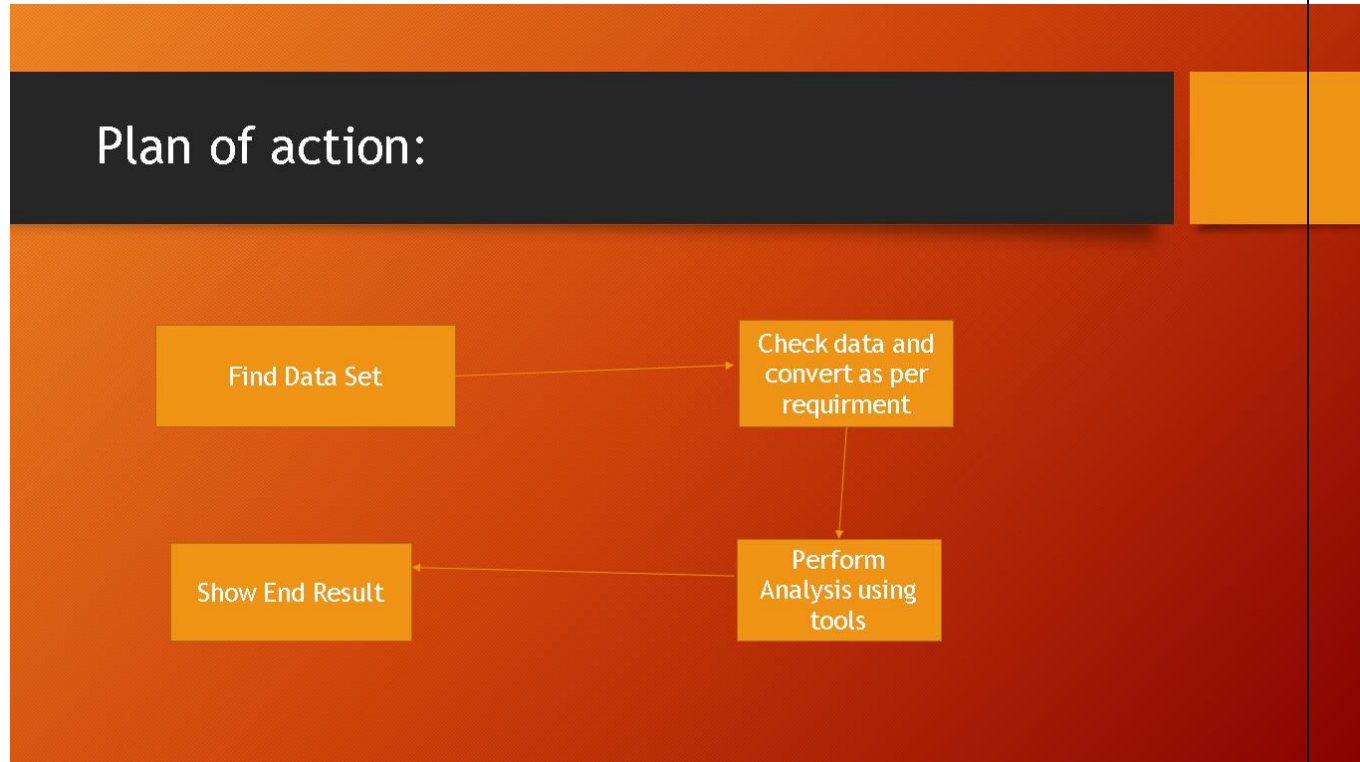 Plan of action:
Find Data Set
Check data and
convert as per
requirment
Perform
Analysis using
tools
Show End Result